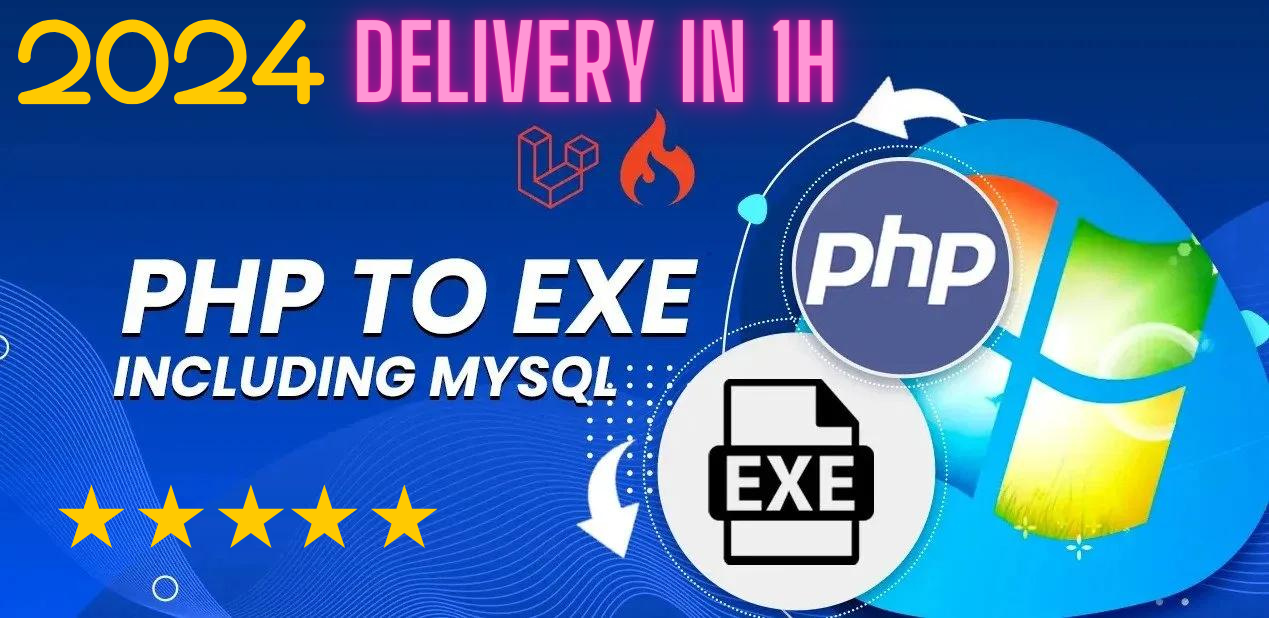 2024 DELIVERY IN 1H
PHP TO EXE
INCLUDING MYSQL
php
EXE